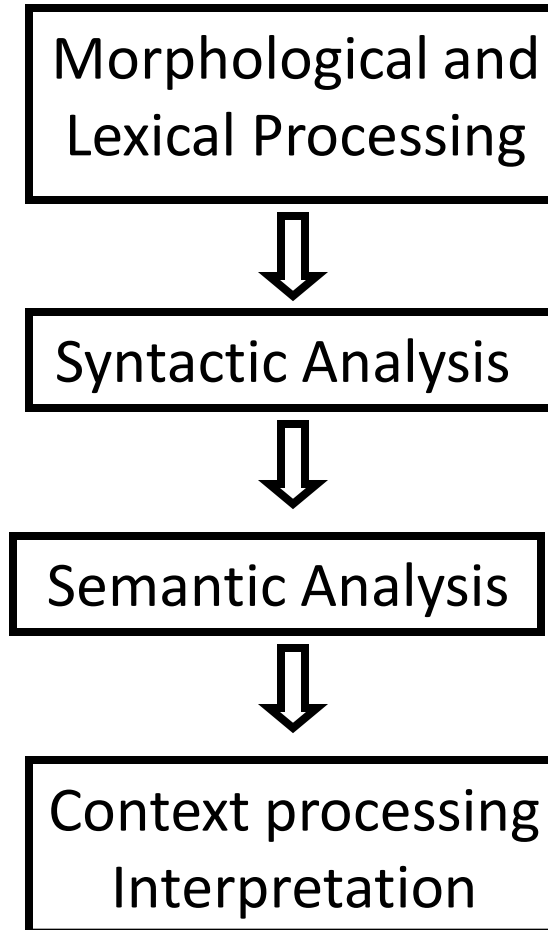 Morphological and
Lexical Processing
Syntactic Analysis
Semantic Analysis
Context processing
Interpretation